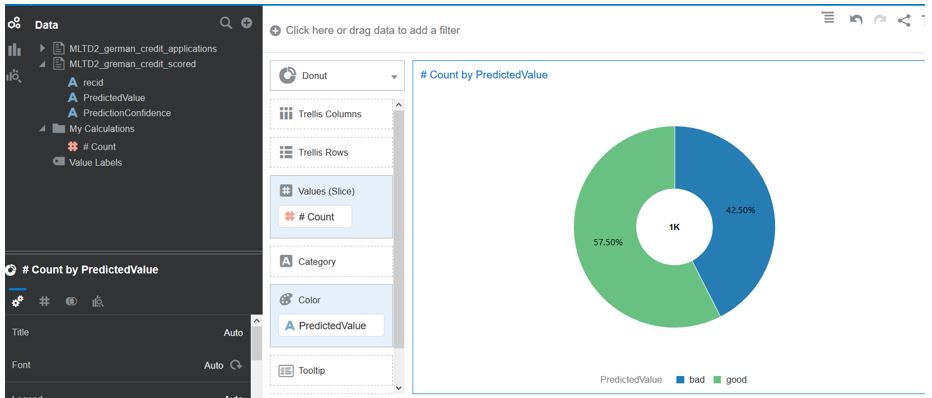 Data
MLTD2_german_credit_applications
MLTD2_greman_credit_scored
recid
PredictedValue
PredictionConfidence
My Calculations
# Count
Value Labels
# Count by PredictedValue
Title Auto
Font Auto
Click here or drag data to add a filter
Donut
Trellis Columns
Trellis Rows
Values (Slice)
# Count
Category
Color
PredictedValue
Tooltip
# Count by PredictedValue
42.50%
1K
57.50%
PredictedValue bad good